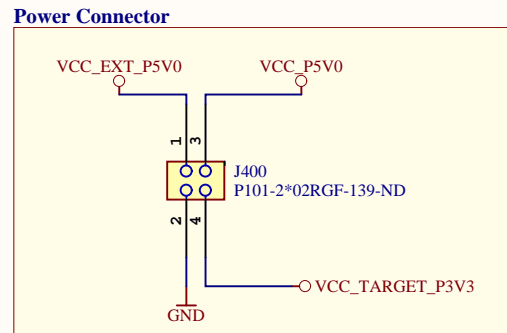 Power Connector
VCC_EXT_P5V0
VCC_P5V0
1
3
J400
P101-2*02RGF-139-ND
2
4
VCC_TARGET_P3V3
GND